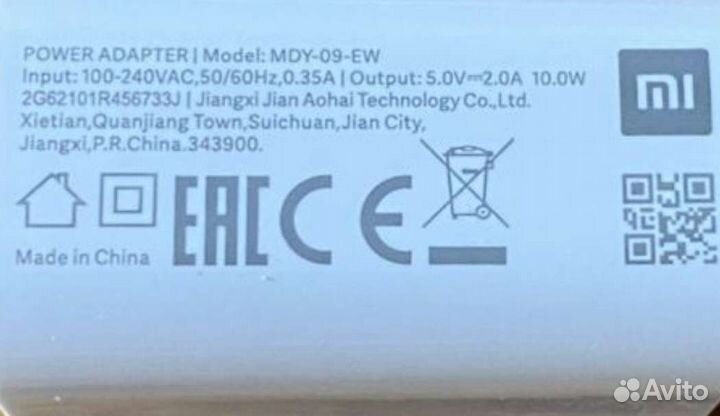 POWER ADAPTER | Model: MDY-09-EW
Input: 100-240VAC,50/60Hz,0.35A | Output: 5.0V⎓2.0A 10.0W
2G62101R456733J | Jiangxi Jian Aohai Technology Co.,Ltd.
Xietian,Quanjiang Town,Suichuan,Jian City,
Jiangxi,P.R.China.343900.
mi
EAC CE
Made in China
Avito